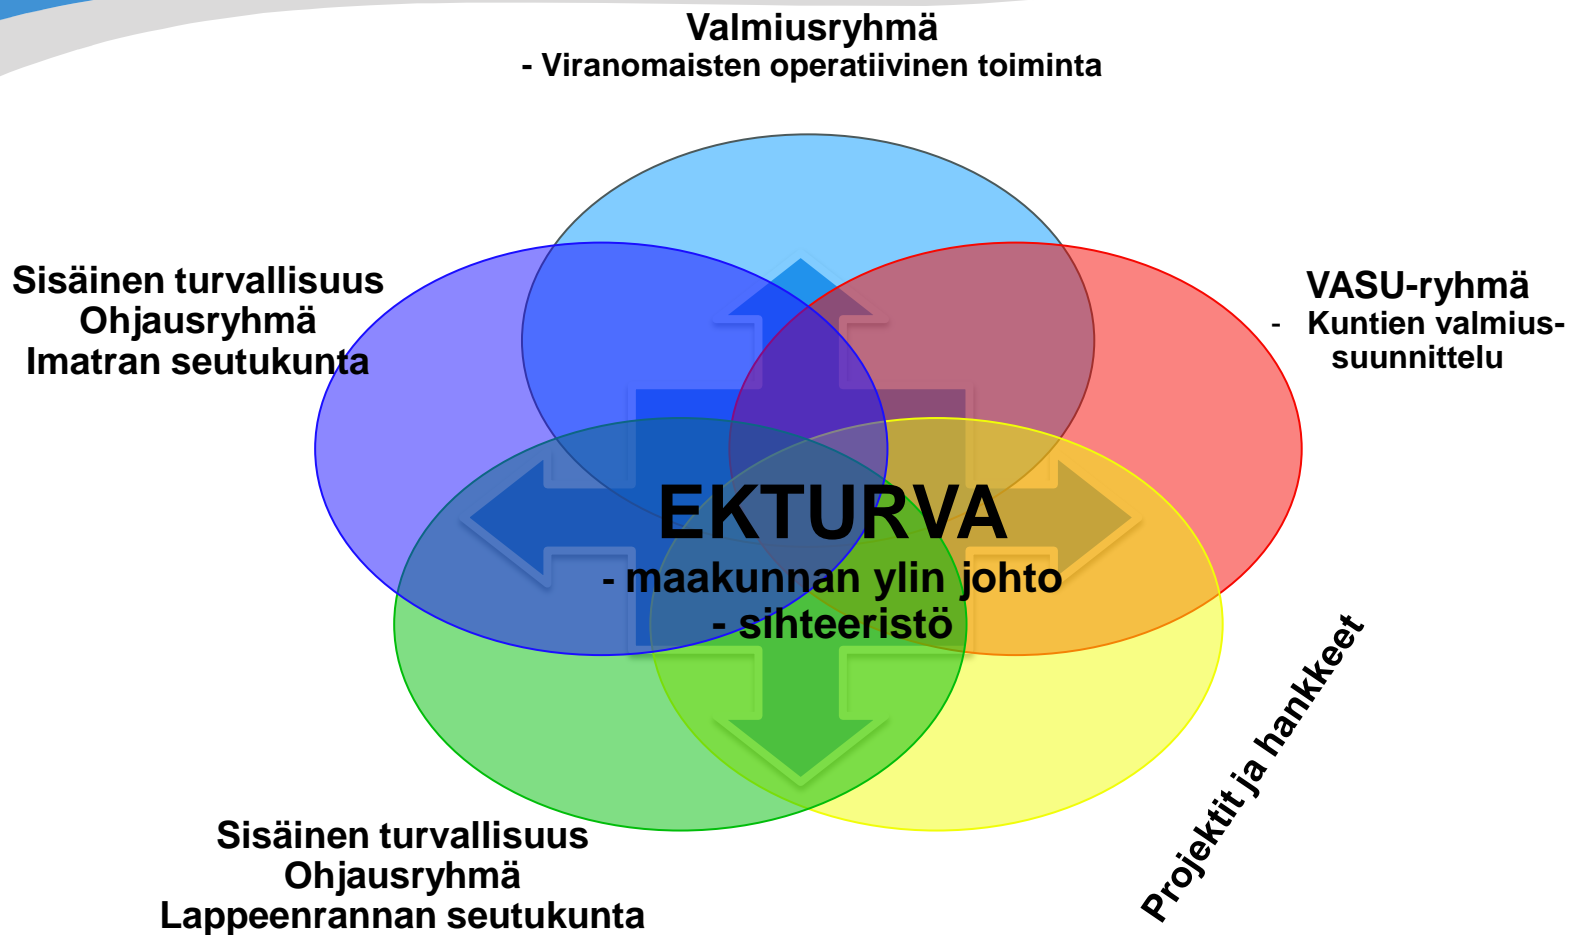 Valmiusryhmä
- Viranomaisten operatiivinen toiminta
Sisäinen turvallisuus
Ohjausryhmä
Imatran seutukunta
VASU-ryhmä
- Kuntien valmius-
suunnittelu
EKTURVA
- maakunnan ylin johto
- sihteeristö
Projektit ja hankkeet
Sisäinen turvallisuus
Ohjausryhmä
Lappeenrannan seutukunta